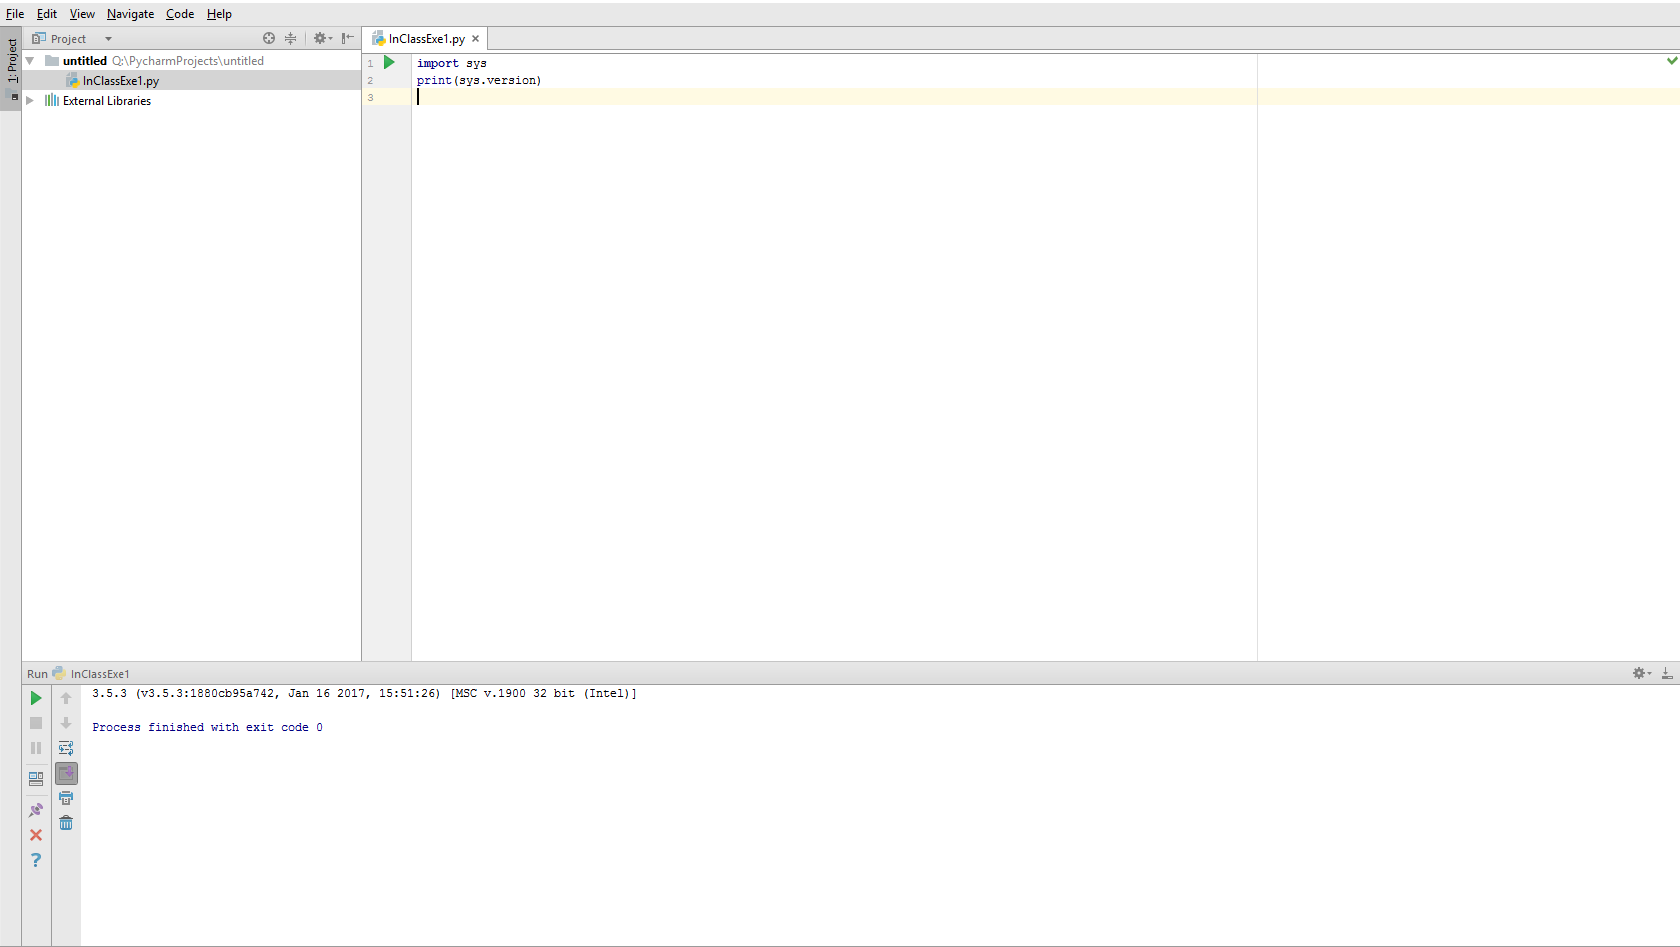 File Edit View Navigate Code Help
1: Project
Project
untitled Q:\PycharmProjects\untitled
InClassExe1.py
External Libraries
InClassExe1.py
1 import sys
2 print(sys.version)
3
Run InClassExe1
3.5.3 (v3.5.3:1880cb95a742, Jan 16 2017, 15:51:26) [MSC v.1900 32 bit (Intel)]
Process finished with exit code 0